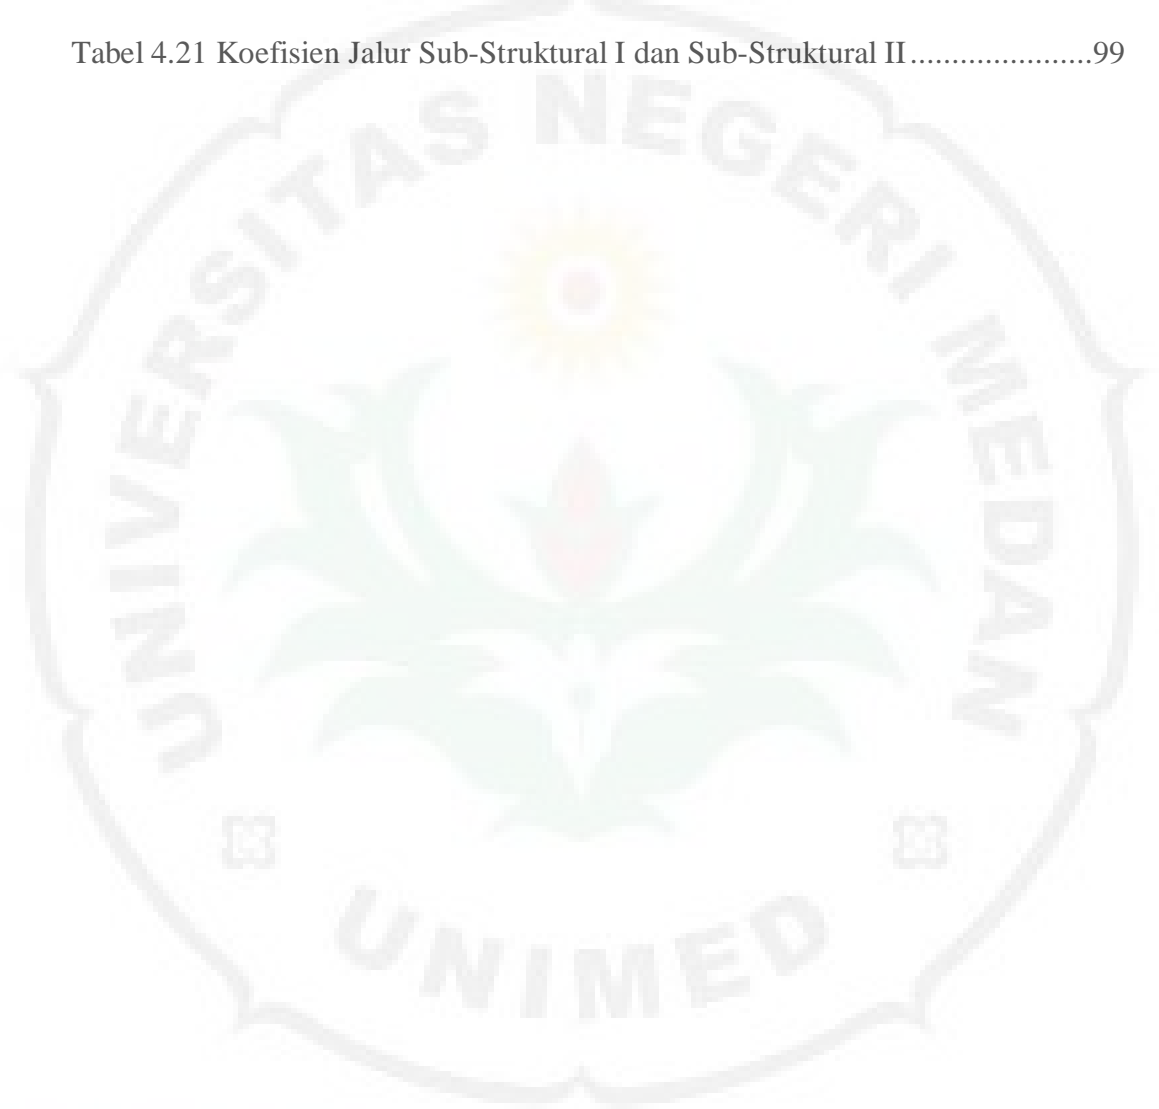 Tabel 4.21 Koefisien Jalur Sub-Struktural I dan Sub-Struktural II......................99
UNIVERSITAS NEGERI MEDAN
UNIMED